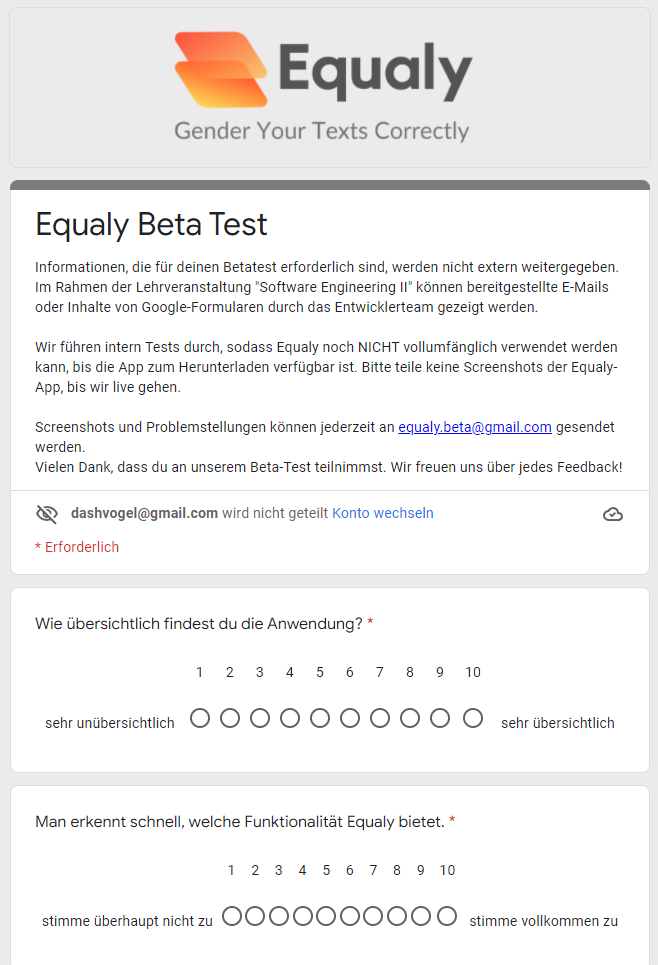 Equaly
Gender Your Texts Correctly
Equaly Beta Test
Informationen, die für deinen Betatest erforderlich sind, werden nicht extern weitergegeben.
Im Rahmen der Lehrveranstaltung "Software Engineering II" können bereitgestellte E-Mails
oder Inhalte von Google-Formularen durch das Entwicklerteam gezeigt werden.
Wir führen intern Tests durch, sodass Equaly noch NICHT vollumfänglich verwendet werden
kann, bis die App zum Herunterladen verfügbar ist. Bitte teile keine Screenshots der Equaly-
App, bis wir live gehen.
Screenshots und Problemstellungen können jederzeit an equaly.beta@gmail.com gesendet
werden.
Vielen Dank, dass du an unserem Beta-Test teilnimmst. Wir freuen uns über jedes Feedback!
dashvogel@gmail.com wird nicht geteilt Konto wechseln
* Erforderlich
Wie übersichtlich findest du die Anwendung? *
1 2 3 4 5 6 7 8 9 10
sehr unübersichtlich sehr übersichtlich
Man erkennt schnell, welche Funktionalität Equaly bietet. *
1 2 3 4 5 6 7 8 9 10
stimme überhaupt nicht zu stimme vollkommen zu